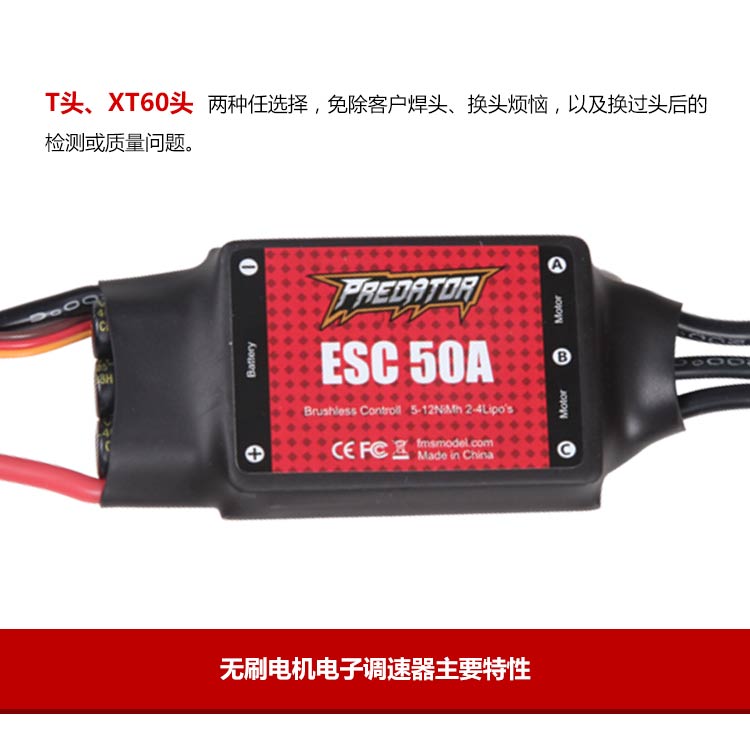 T头、XT60头 两种任选择，免除客户焊头、换头烦恼，以及换过头后的
检测或质量问题。
PREDATOR
ESC 50A
Brushless Controll 5-12NiMh 2-4Lipo's
CE FC fmsmodel.com
Made in China
Battery
A
Motor
B
Motor
C
无刷电机电子调速器主要特性